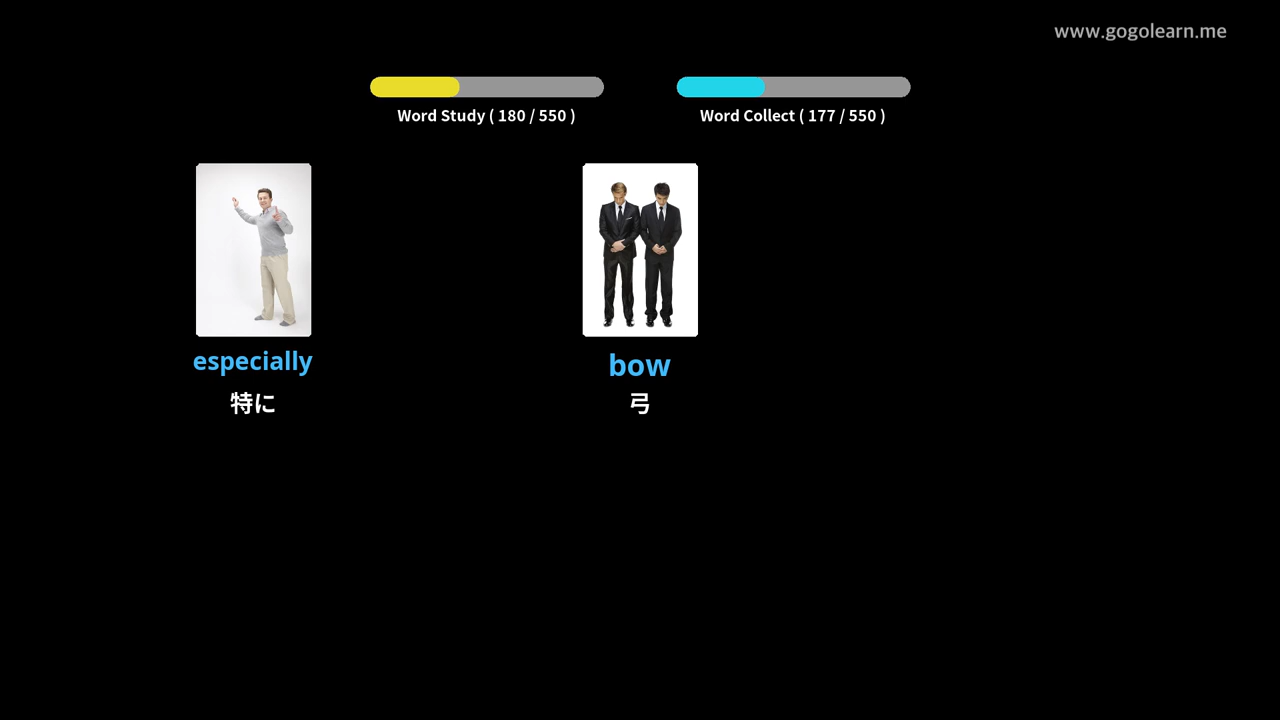 www.gogolearn.me
Word Study ( 180 / 550 )
Word Collect ( 177 / 550 )
especially
特に
bow
弓